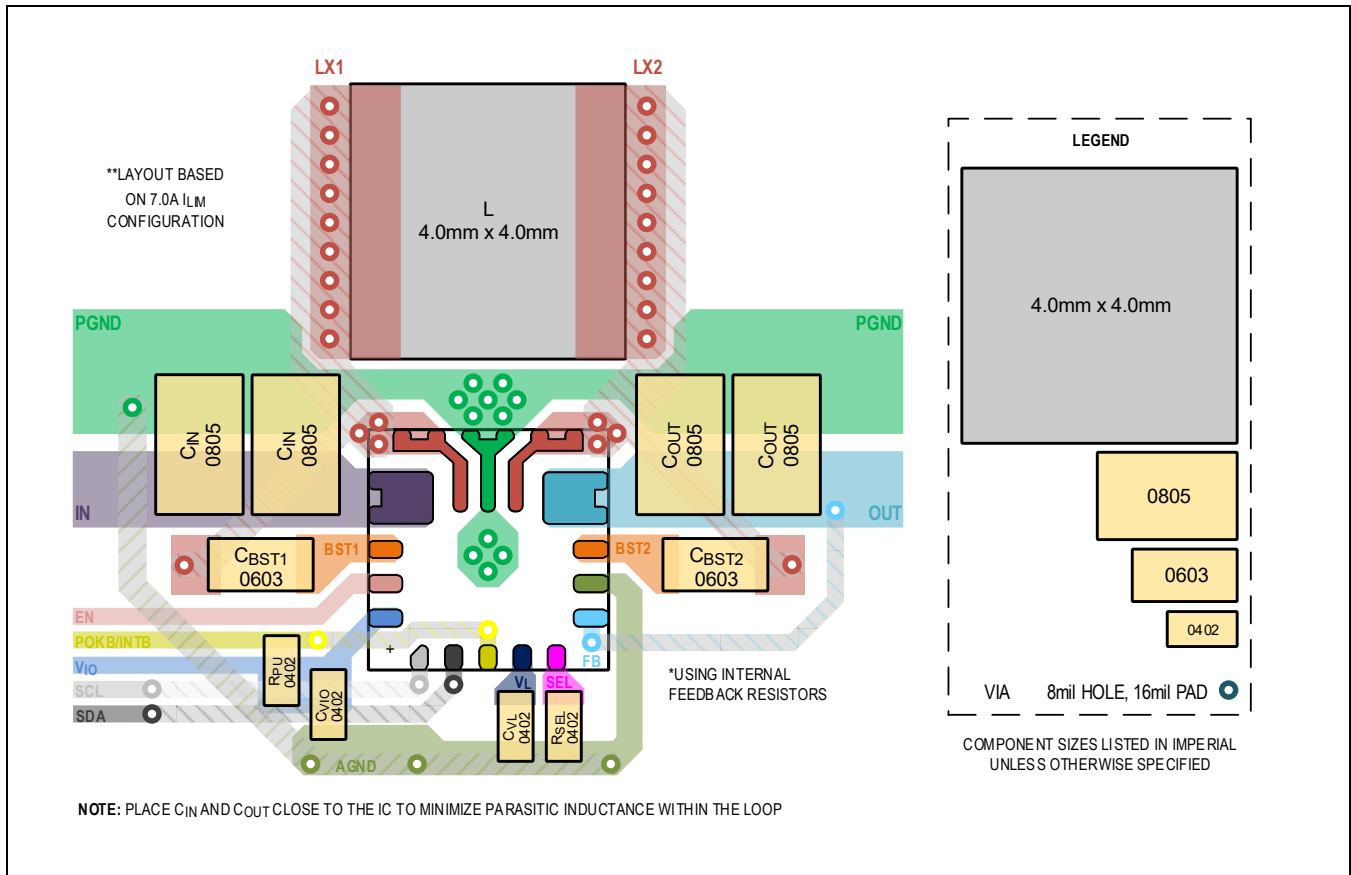 LX1
LX2
**LAYOUT BASED
ON 7.0A ILIM
CONFIGURATION
L
4.0mm x 4.0mm
PGND
PGND
CIN
0805
CIN
0805
COUT
0805
COUT
0805
IN
OUT
BST1
BST2
CBST1
0603
CBST2
0603
EN
POKB/INTB
VIO
SCL
SDA
RPU
0402
CVIO
0402
+
VL
SEL
FB
CVL
0402
RSEL
0402
AGND
*USING INTERNAL
FEEDBACK RESISTORS
NOTE: PLACE CIN AND COUT CLOSE TO THE IC TO MINIMIZE PARASITIC INDUCTANCE WITHIN THE LOOP
LEGEND
4.0mm x 4.0mm
0805
0603
0402
VIA 8mil HOLE, 16mil PAD
COMPONENT SIZES LISTED IN IMPERIAL
UNLESS OTHERWISE SPECIFIED